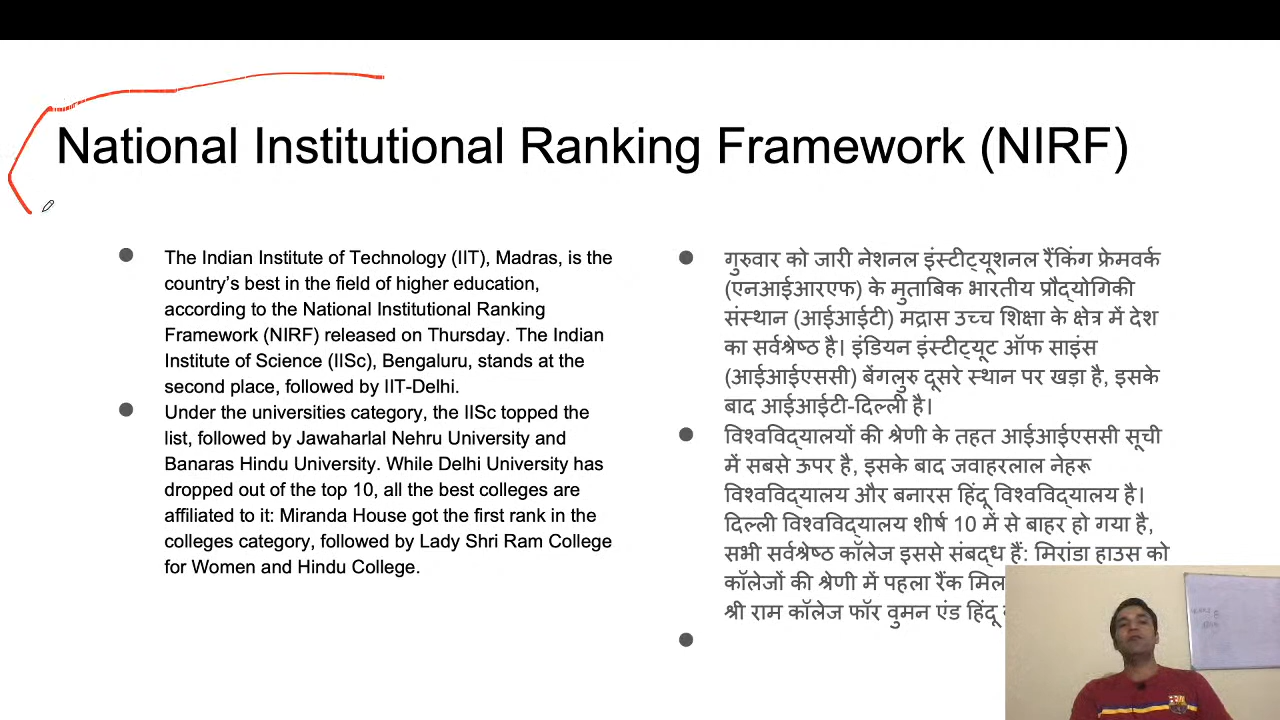 National Institutional Ranking Framework (NIRF)
The Indian Institute of Technology (IIT), Madras, is the
country's best in the field of higher education,
according to the National Institutional Ranking
Framework (NIRF) released on Thursday. The Indian
Institute of Science (IISc), Bengaluru, stands at the
second place, followed by IIT-Delhi.
Under the universities category, the IISc topped the
list, followed by Jawaharlal Nehru University and
Banaras Hindu University. While Delhi University has
dropped out of the top 10, all the best colleges are
affiliated to it: Miranda House got the first rank in the
colleges category, followed by Lady Shri Ram College
for Women and Hindu College.
गुरुवार को जारी नेशनल इंस्टीट्यूशनल रैंकिंग फ्रेमवर्क
(एनआईआरएफ) के मुताबिक भारतीय प्रौद्योगिकी
संस्थान (आईआईटी) मद्रास उच्च शिक्षा के क्षेत्र में देश
का सर्वश्रेष्ठ है। इंडियन इंस्टीट्यूट ऑफ साइंस
(आईआईएससी) बेंगलुरु दूसरे स्थान पर खड़ा है, इसके
बाद आईआईटी-दिल्ली है।
विश्वविद्यालयों की श्रेणी के तहत आईआईएससी सूची
में सबसे ऊपर है, इसके बाद जवाहरलाल नेहरू
विश्वविद्यालय और बनारस हिंदू विश्वविद्यालय है।
दिल्ली विश्वविद्यालय शीर्ष 10 में से बाहर हो गया है,
सभी सर्वश्रेष्ठ कॉलेज इससे संबद्ध हैं: मिरांडा हाउस को
कॉलेजों की श्रेणी में पहला रैंक
श्री राम कॉलेज फॉर वुमन एंड हिंदू